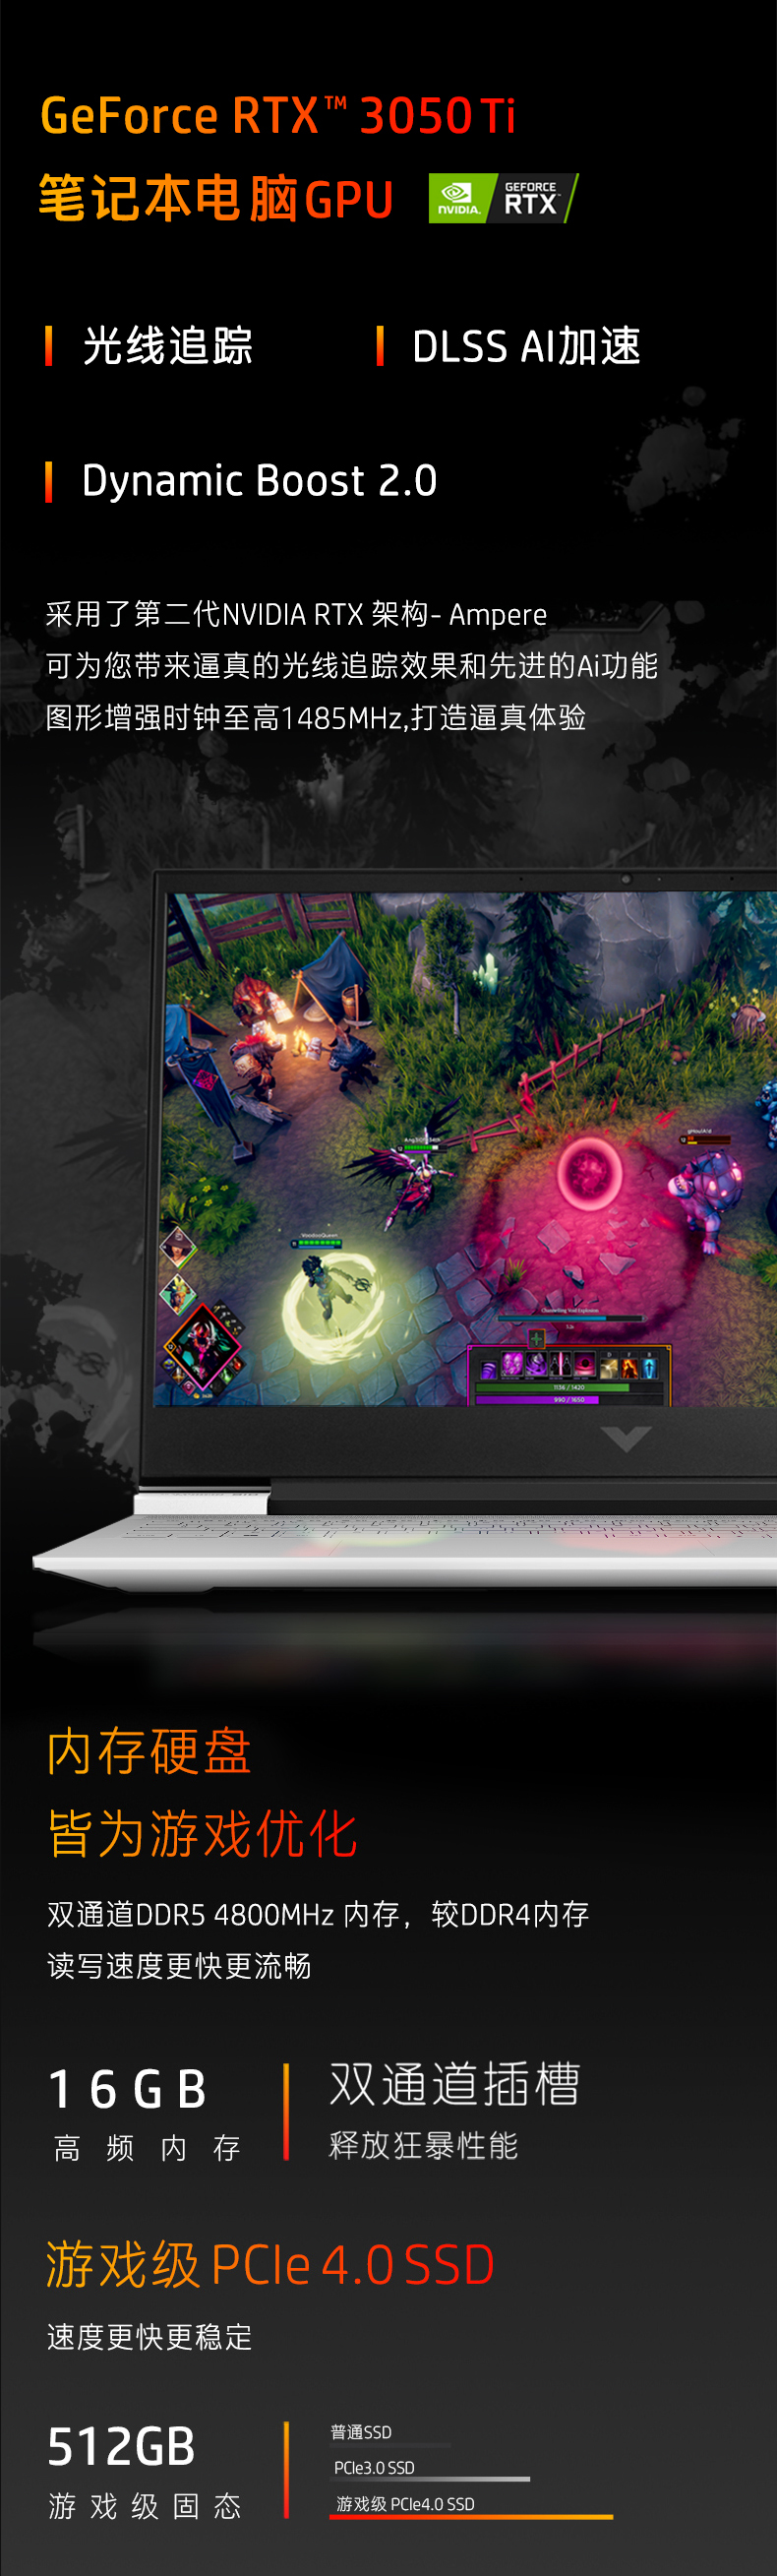 GeForce RTX™ 3050 Ti
笔记本电脑GPU
NVIDIA. GEFORCE RTX™
光线追踪
DLSS AI加速
Dynamic Boost 2.0
采用了第二代NVIDIA RTX 架构- Ampere
可为您带来逼真的光线追踪效果和先进的Ai功能
图形增强时钟至高1485MHz,打造逼真体验
VoodooQueen
Channelling Void Explosion
1136 / 1420
990 / 1650
内存硬盘
皆为游戏优化
双通道DDR5 4800MHz 内存，较DDR4内存
读写速度更快更流畅
16GB
高频内存
双通道插槽
释放狂暴性能
游戏级 PCIe 4.0 SSD
速度更快更稳定
512GB
游戏级固态
普通SSD
PCIe3.0 SSD
游戏级 PCIe4.0 SSD